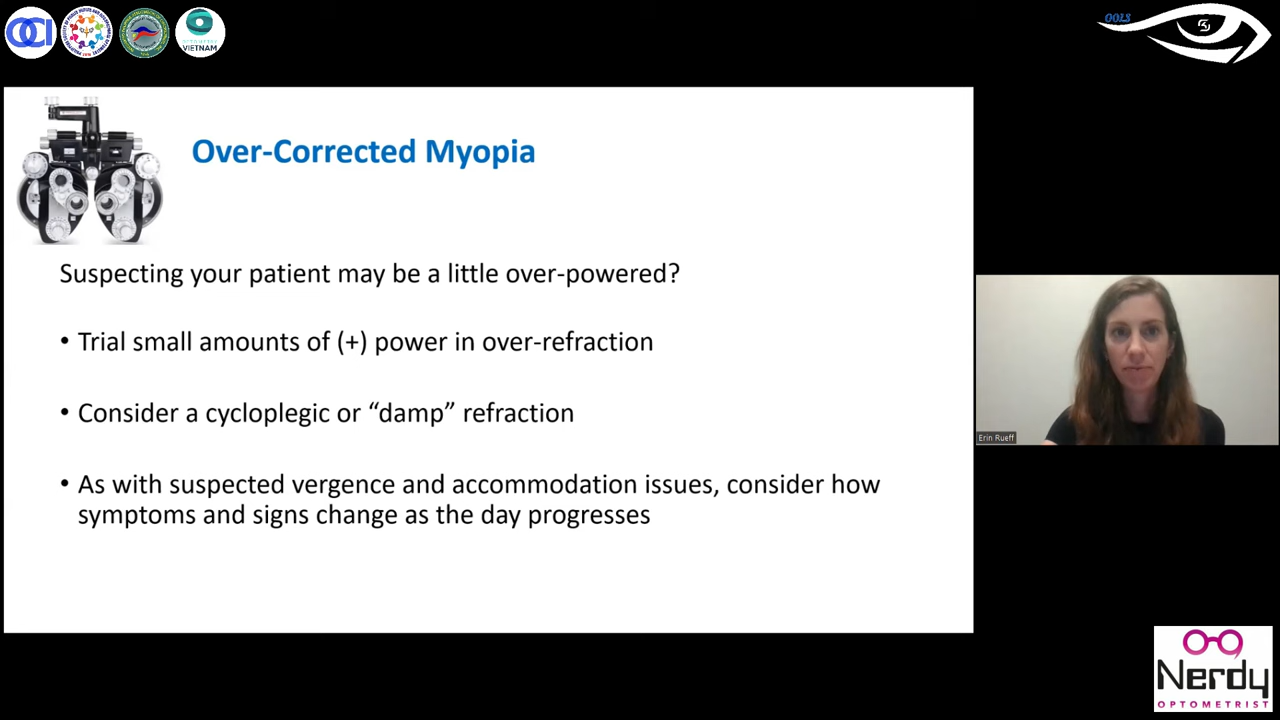 OCI
VIETNAM
OOLS
Over-Corrected Myopia
Suspecting your patient may be a little over-powered?
• Trial small amounts of (+) power in over-refraction
• Consider a cycloplegic or “damp” refraction
• As with suspected vergence and accommodation issues, consider how
symptoms and signs change as the day progresses
Erin Rueff
Nerdy
OPTOMETRIST